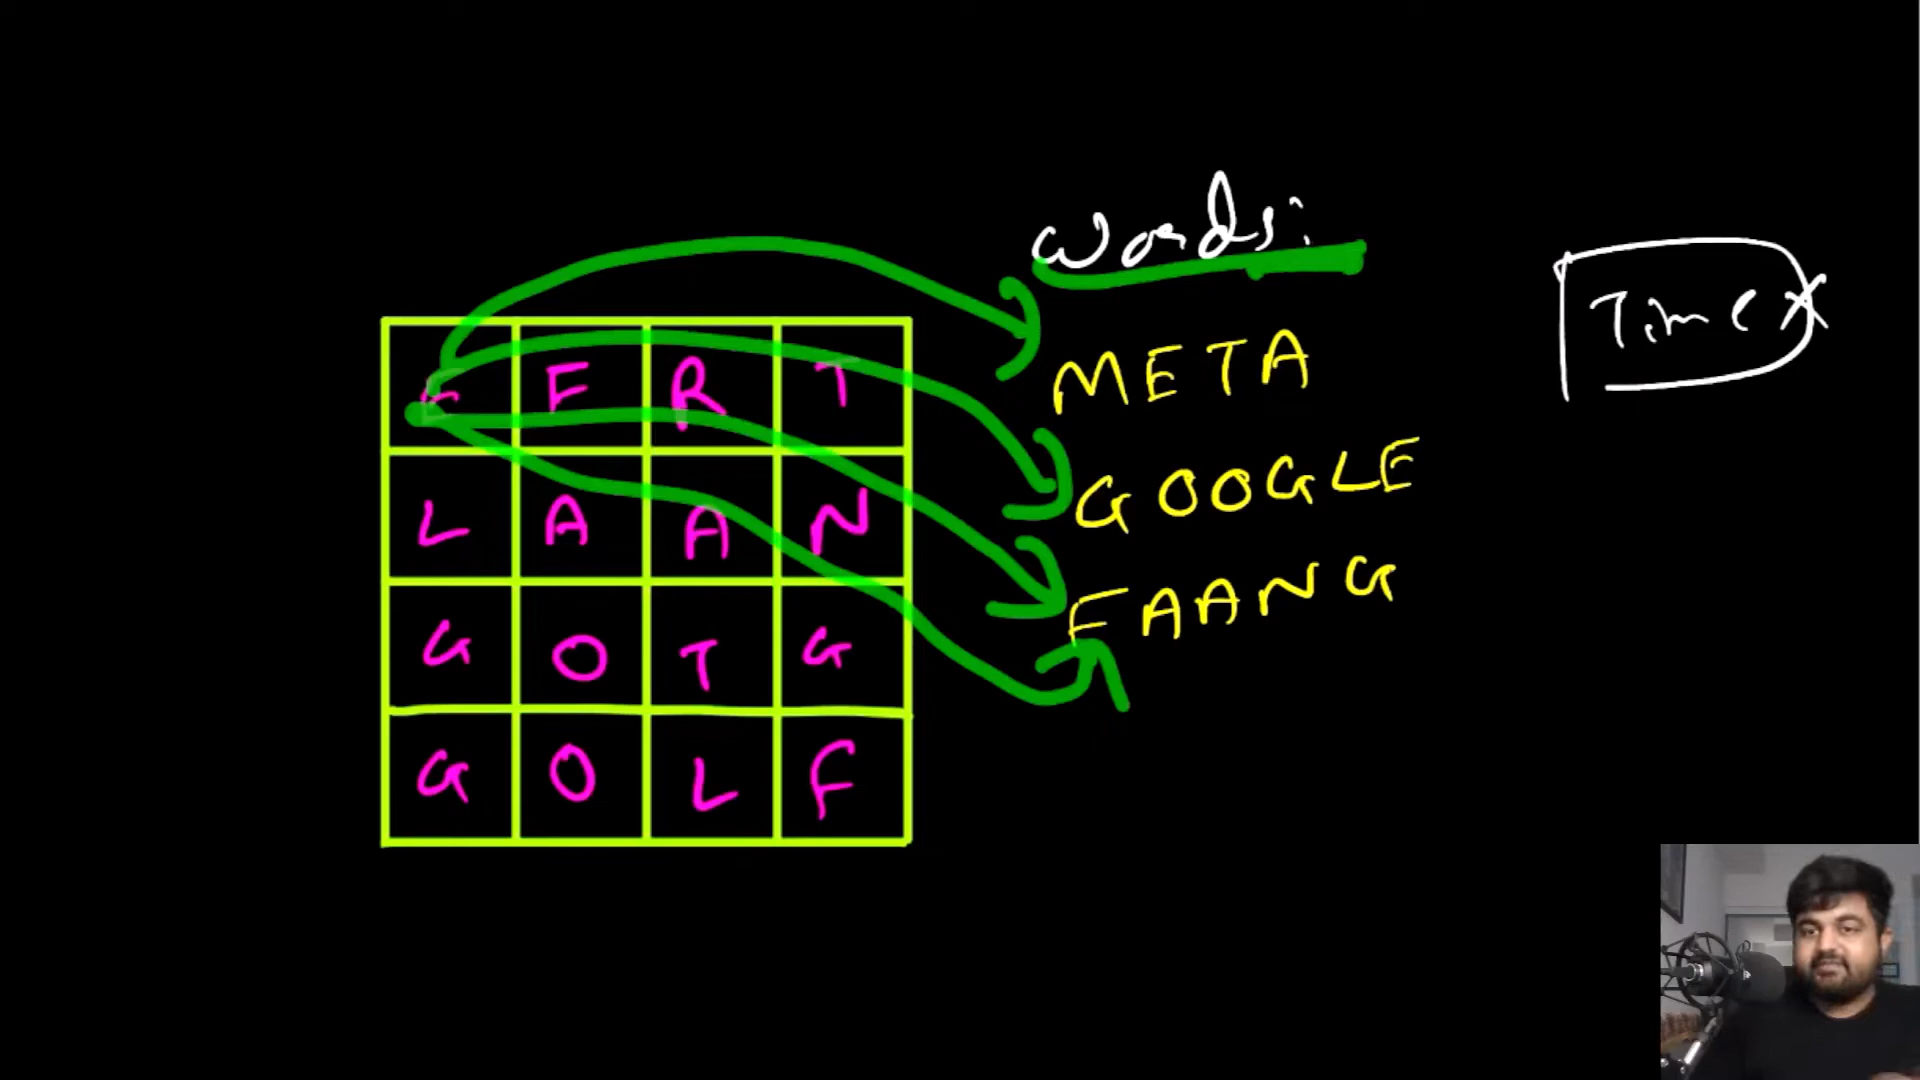 Words:
Time X
META
GOOGLE
FAANG
E F R T
L A A N
G O T G
G O L F